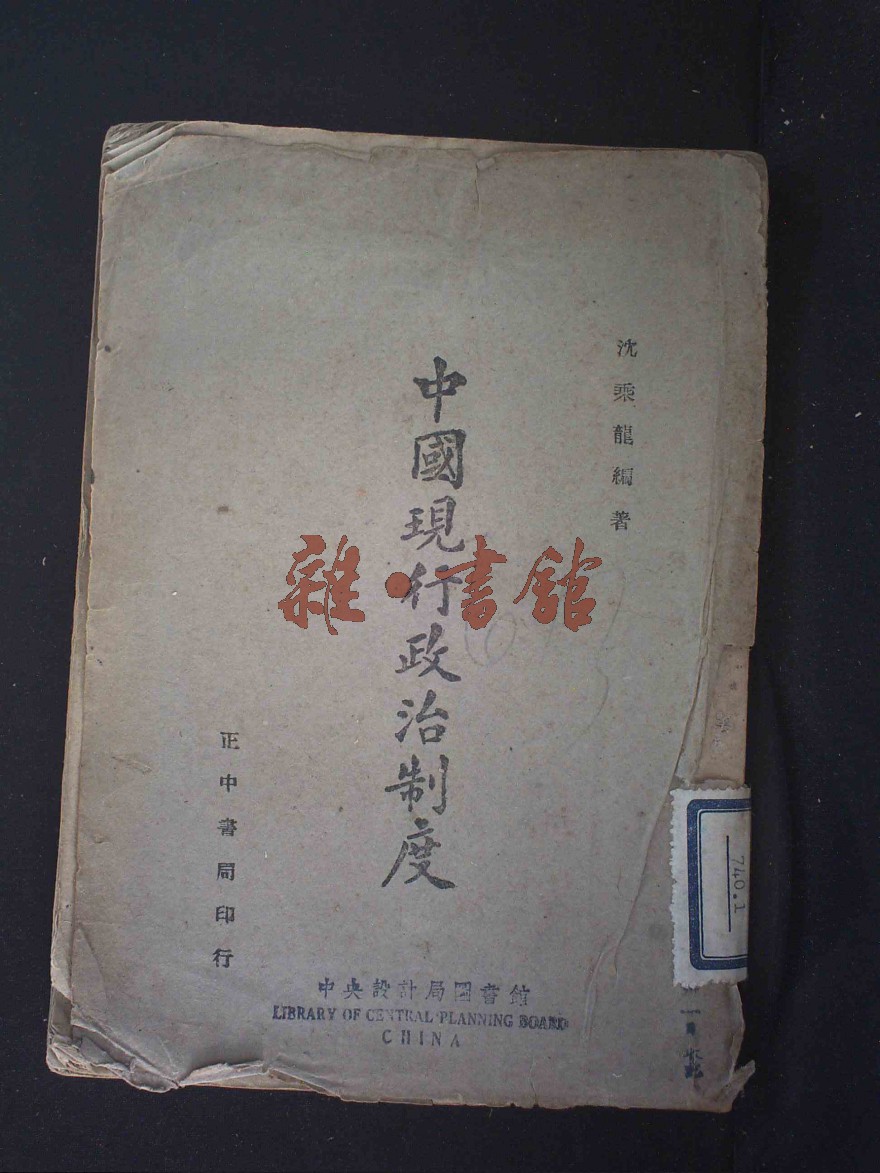 沈乘龍編著
中國現行政治制度
雜·書館
正中書局印行
中央設計局圖書館
LIBRARY OF CENTRAL PLANNING BOARD
CHINA
740.1